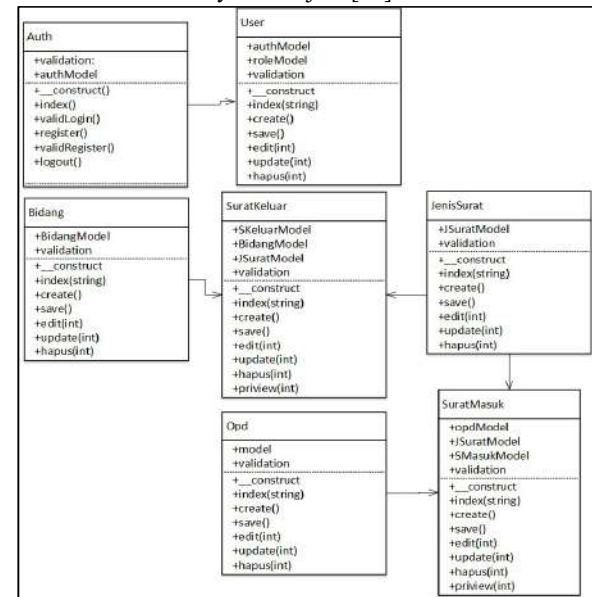 Auth
+validation:
+authModel
+__construct()
+index()
+validLogin()
+register()
+validRegister()
+logout()
User
+authModel
+roleModel
+validation
+__construct
+index(string)
+create()
+save()
+edit(int)
+update(int)
+hapus(int)
Bidang
+BidangModel
+validation
+__construct
+index(string)
+create()
+save()
+edit(int)
+update(int)
+hapus(int)
SuratKeluar
+SKeluarModel
+BidangModel
+JSuratModel
+validation
+__construct
+index(string)
+create()
+save()
+edit(int)
+update(int)
+hapus(int)
+priview(int)
JenisSurat
+JSuratModel
+validation
+__construct
+index(string)
+create()
+save()
+edit(int)
+update(int)
+hapus(int)
Opd
+model
+validation
+__construct
+index(string)
+create()
+save()
+edit(int)
+update(int)
+hapus(int)
SuratMasuk
+opdModel
+JSuratModel
+SMasukModel
+validation
+__construct
+index(string)
+create()
+save()
+edit(int)
+update(int)
+hapus(int)
+priview(int)